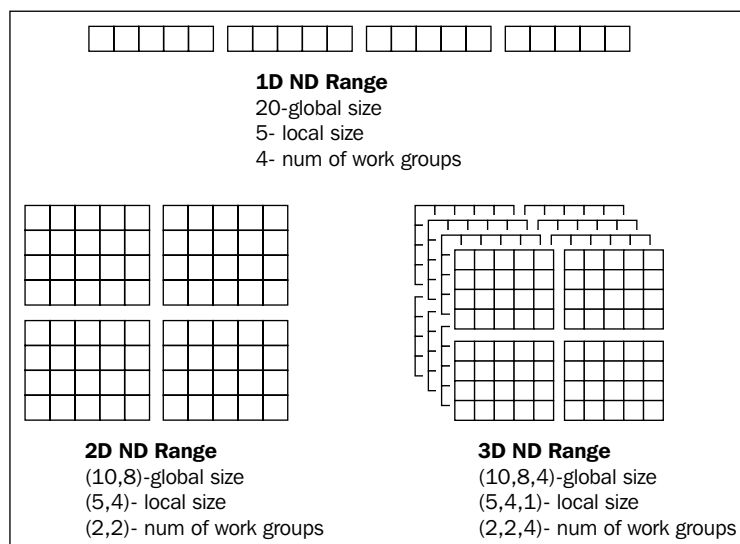 1D ND Range
20-global size
5- local size
4- num of work groups
2D ND Range
(10,8)-global size
(5,4)- local size
(2,2)- num of work groups
3D ND Range
(10,8,4)-global size
(5,4,1)- local size
(2,2,4)- num of work groups